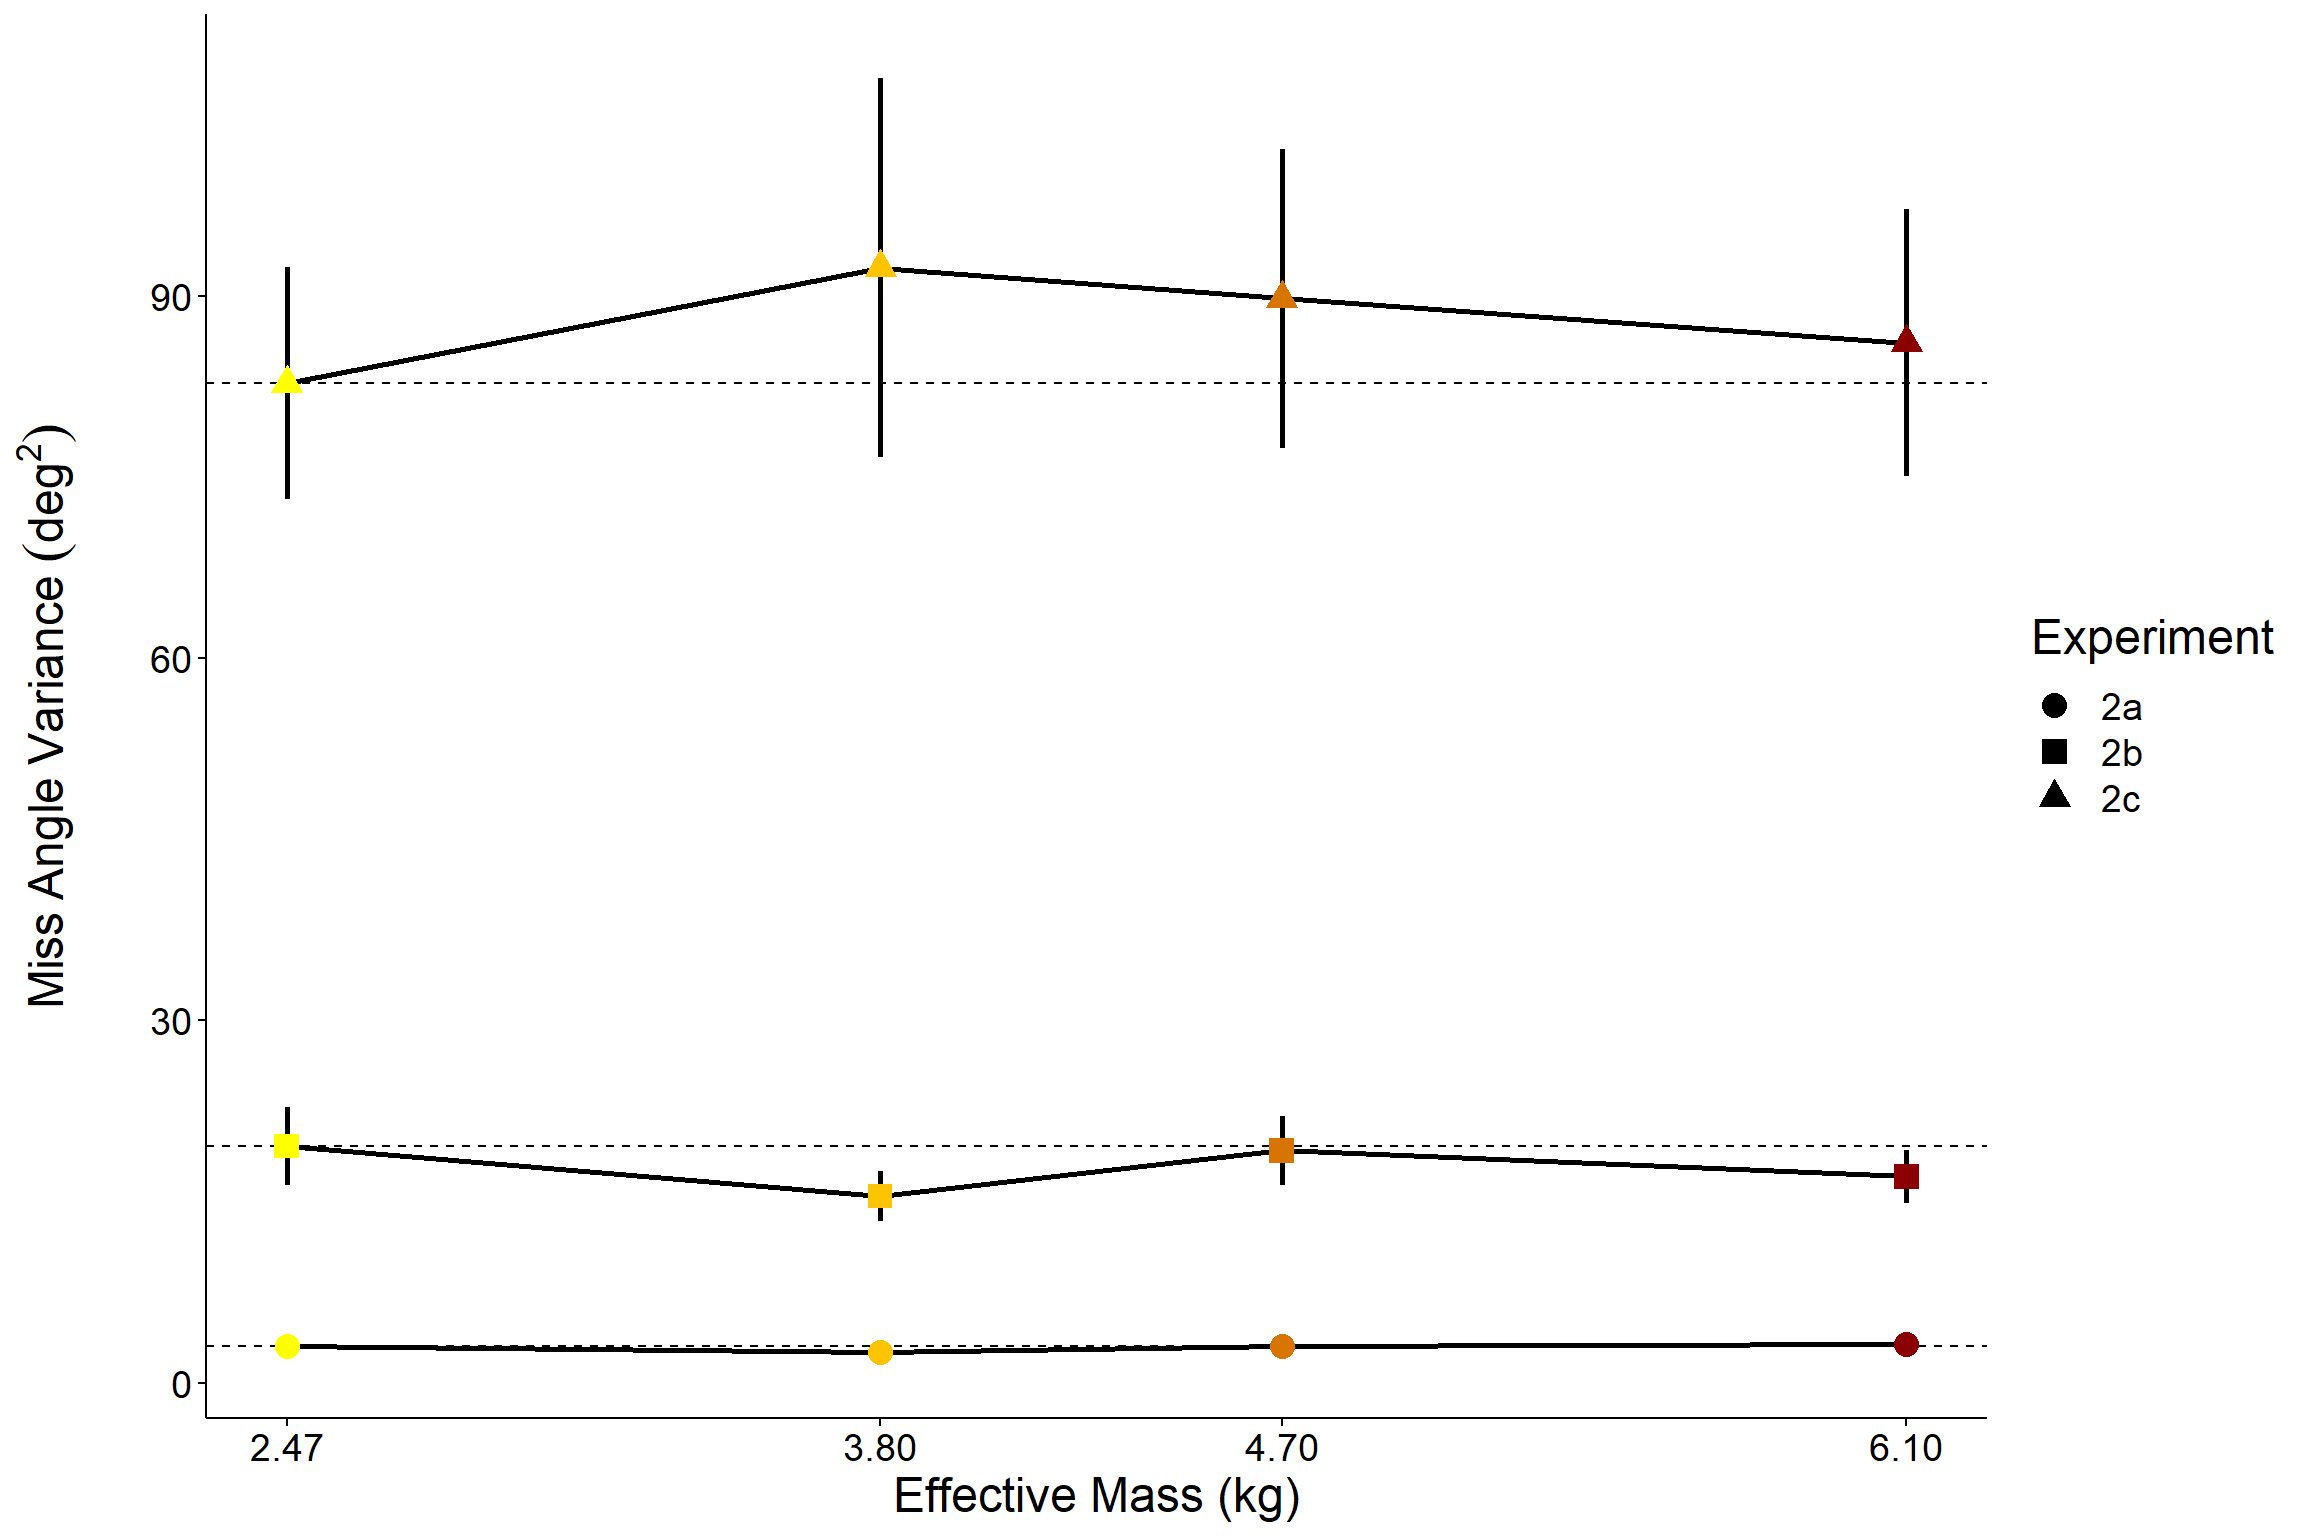 Miss Angle Variance (deg²)
90
60
30
0
2.47 3.80 4.70 6.10
Effective Mass (kg)
Experiment
2a
2b
2c